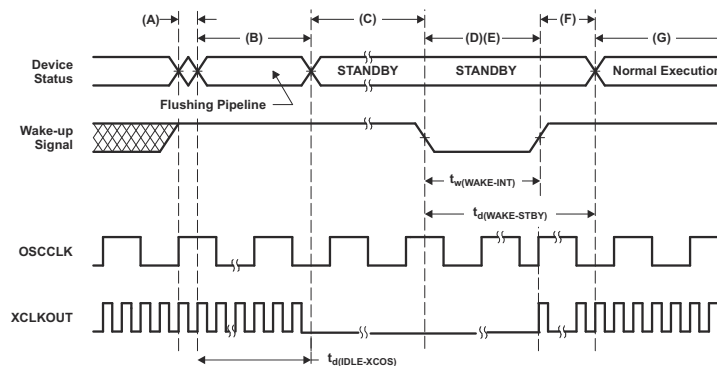 (A)
(B)
(C)
(D)(E)
(F)
(G)
Device
Status
STANDBY
STANDBY
Normal Execution
Flushing Pipeline
Wake-up
Signal
tw(WAKE-INT)
td(WAKE-STBY)
OSCCLK
XCLKOUT
td(IDLE-XCOS)